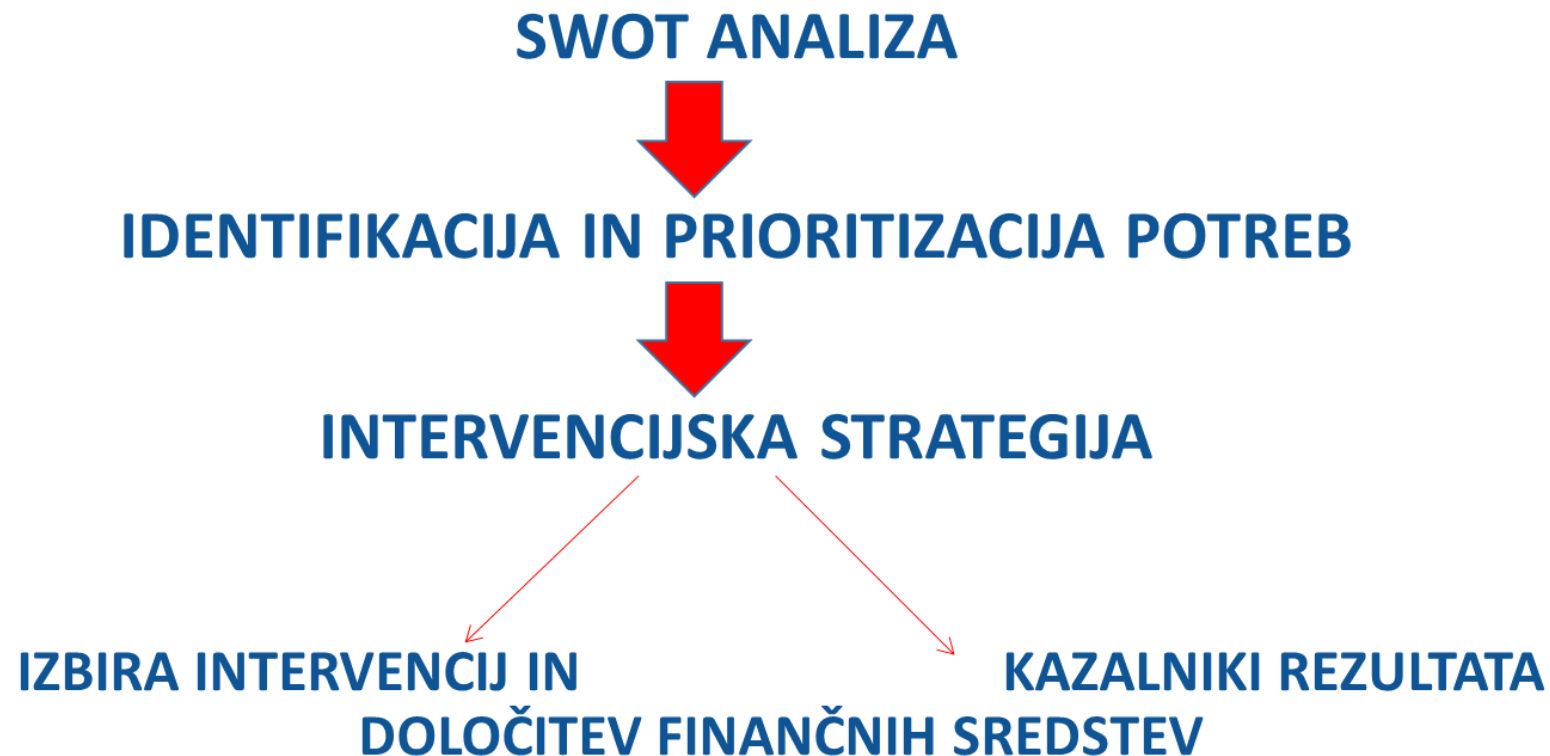 SWOT ANALIZA
IDENTIFIKACIJA IN PRIORITIZACIJA POTREB
INTERVENCIJSKA STRATEGIJA
IZBIRA INTERVENCIJ IN KAZALNIKI REZULTATA
DOLOČITEV FINANČNIH SREDSTEV